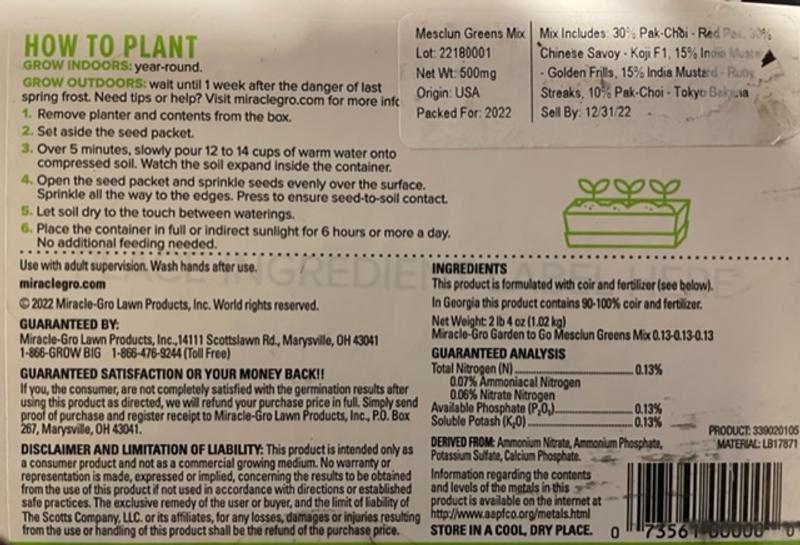 HOW TO PLANT
GROW INDOORS: year-round.
GROW OUTDOORS: wait until 1 week after the danger of last
spring frost. Need tips or help? Visit miraclegro.com for more info
1. Remove planter and contents from the box.
2. Set aside the seed packet.
3. Over 5 minutes, slowly pour 12 to 14 cups of warm water onto
compressed soil. Watch the soil expand inside the container.
4. Open the seed packet and sprinkle seeds evenly over the surface.
Sprinkle all the way to the edges. Press to ensure seed-to-soil contact.
5. Let soil dry to the touch between waterings.
6. Place the container in full or indirect sunlight for 6 hours or more a day.
No additional feeding needed.
Mesclun Greens Mix
Lot: 22180001
Net Wt: 500mg
Origin: USA
Packed For: 2022
Mix Includes: 30% Pak-Choi - Red 30%
Chinese Savoy - Koji F1, 15% India Mustard
- Golden Frills, 15% India Mustard - Ruby
Streaks, 10% Pak-Choi - Tokyo Bekana
Sell By: 12/31/22
Use with adult supervision. Wash hands after use.
miraclegro.com
© 2022 Miracle-Gro Lawn Products, Inc. World rights reserved.
GUARANTEED BY:
Miracle-Gro Lawn Products, Inc.,14111 Scottslawn Rd., Marysville, OH 43041
1-866-GROW BIG 1-866-476-9244 (Toll Free)
GUARANTEED SATISFACTION OR YOUR MONEY BACK!!
If you, the consumer, are not completely satisfied with the germination results after
using this product as directed, we will refund your purchase price in full. Simply send
proof of purchase and register receipt to Miracle-Gro Lawn Products, Inc., P.O. Box
267, Marysville, OH 43041.
DISCLAIMER AND LIMITATION OF LIABILITY: This product is intended only as
a consumer product and not as a commercial growing medium. No warranty or
representation is made, expressed or implied, concerning the results to be obtained
from the use of this product if not used in accordance with directions or established
safe practices. The exclusive remedy of the user or buyer, and the limit of liability of
The Scotts Company, LLC. or its affiliates, for any losses, damages or injuries resulting
from the use or handling of this product shall be the refund of the purchase price.
INGREDIENTS
This product is formulated with coir and fertilizer (see below).
In Georgia this product contains 90-100% coir and fertilizer.
Net Weight: 2 lb 4 oz (1.02 kg)
Miracle-Gro Garden to Go Mesclun Greens Mix 0.13-0.13-0.13
GUARANTEED ANALYSIS
Total Nitrogen (N) 0.13%
0.07% Ammoniacal Nitrogen
0.06% Nitrate Nitrogen
Available Phosphate (P₂O₅) 0.13%
Soluble Potash (K₂O) 0.13%
DERIVED FROM: Ammonium Nitrate, Ammonium Phosphate,
Potassium Sulfate, Calcium Phosphate.
Information regarding the contents
and levels of the metals in this
product is available on the internet at
http://www.aapfco.org/metals.html
STORE IN A COOL, DRY PLACE.
PRODUCT: 339020105
MATERIAL: LB17871
0 73561 00000 0